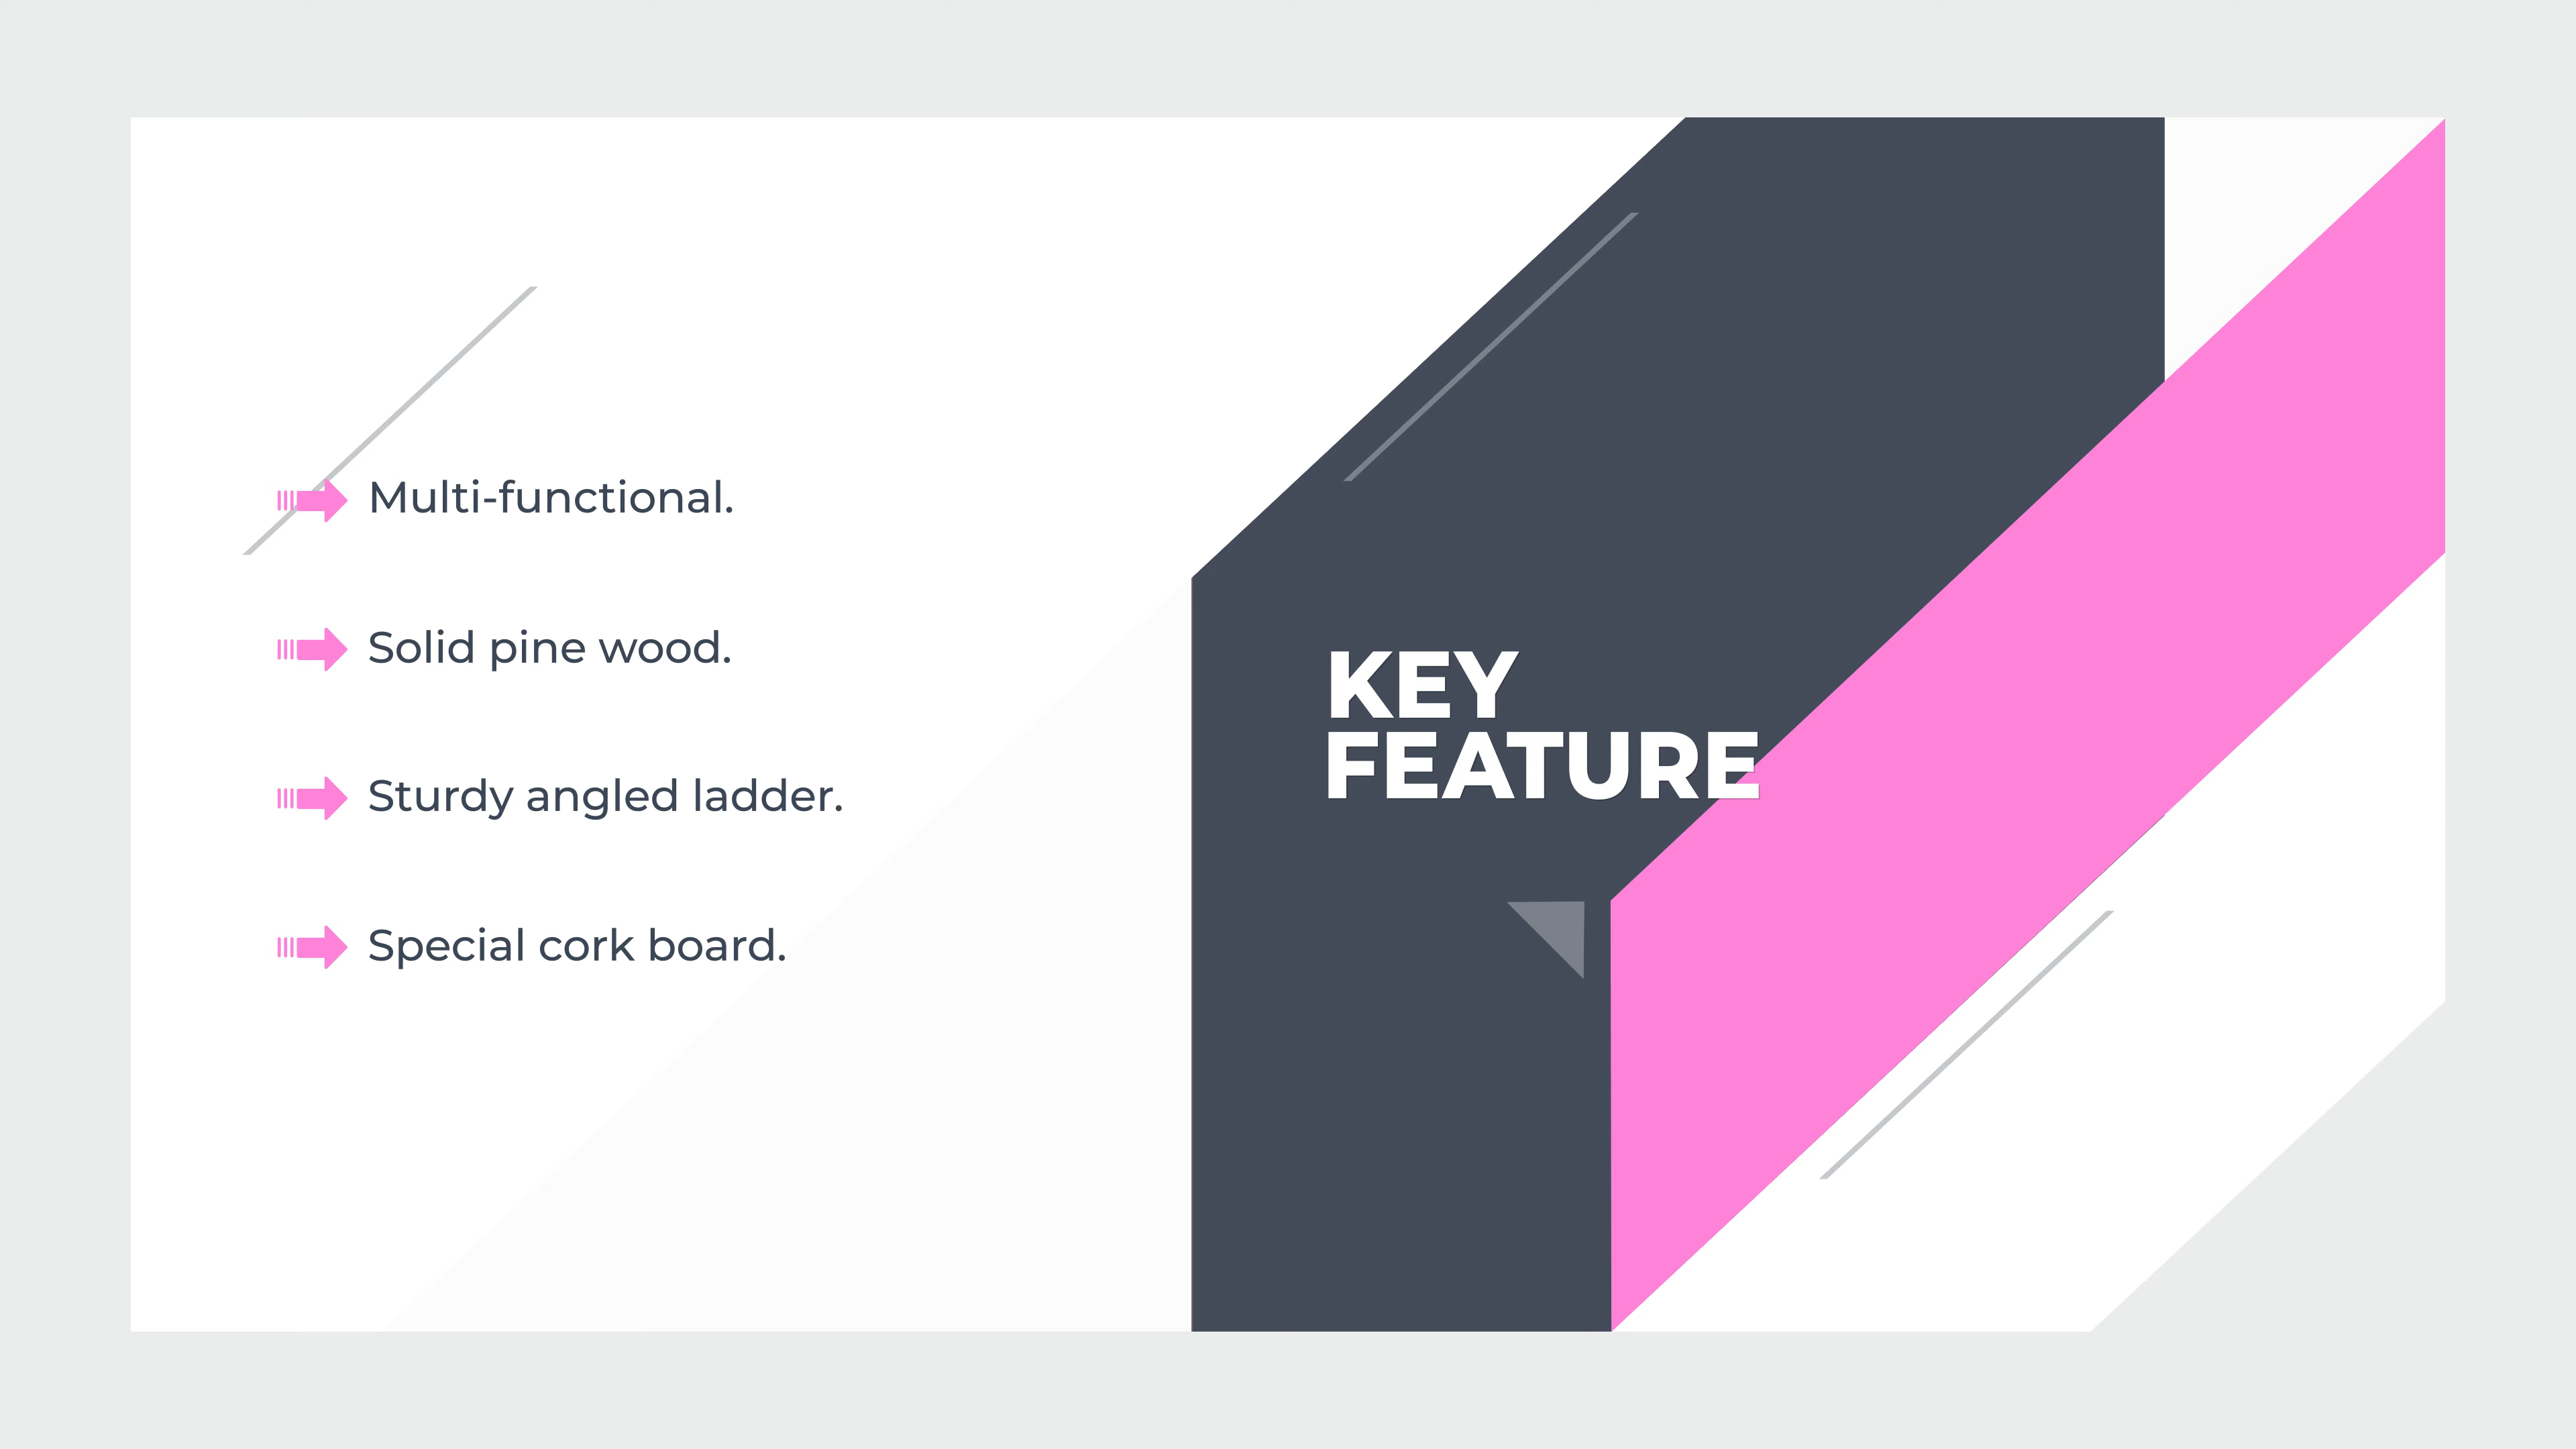 Multi-functional.
Solid pine wood.
Sturdy angled ladder.
Special cork board.
KEY
FEATURE